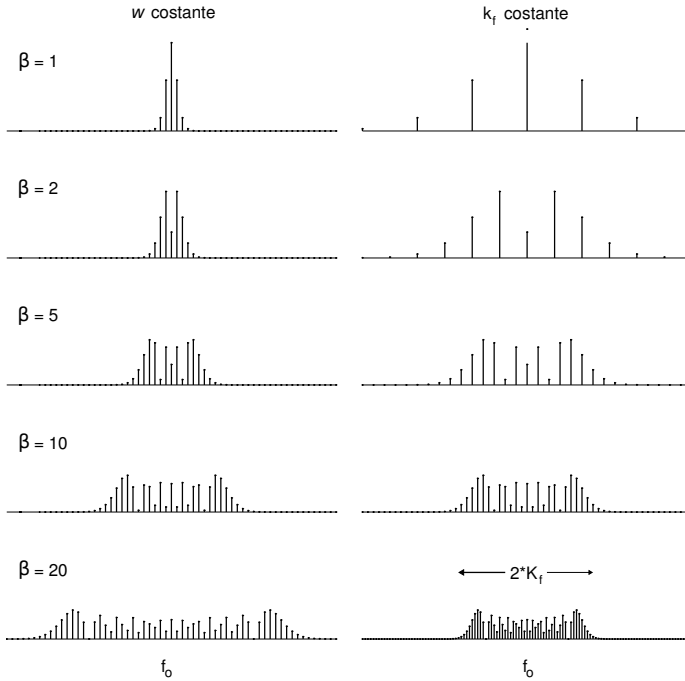 w costante
k_f costante
β = 1
β = 2
β = 5
β = 10
β = 20
2*K_f
f_o
f_o